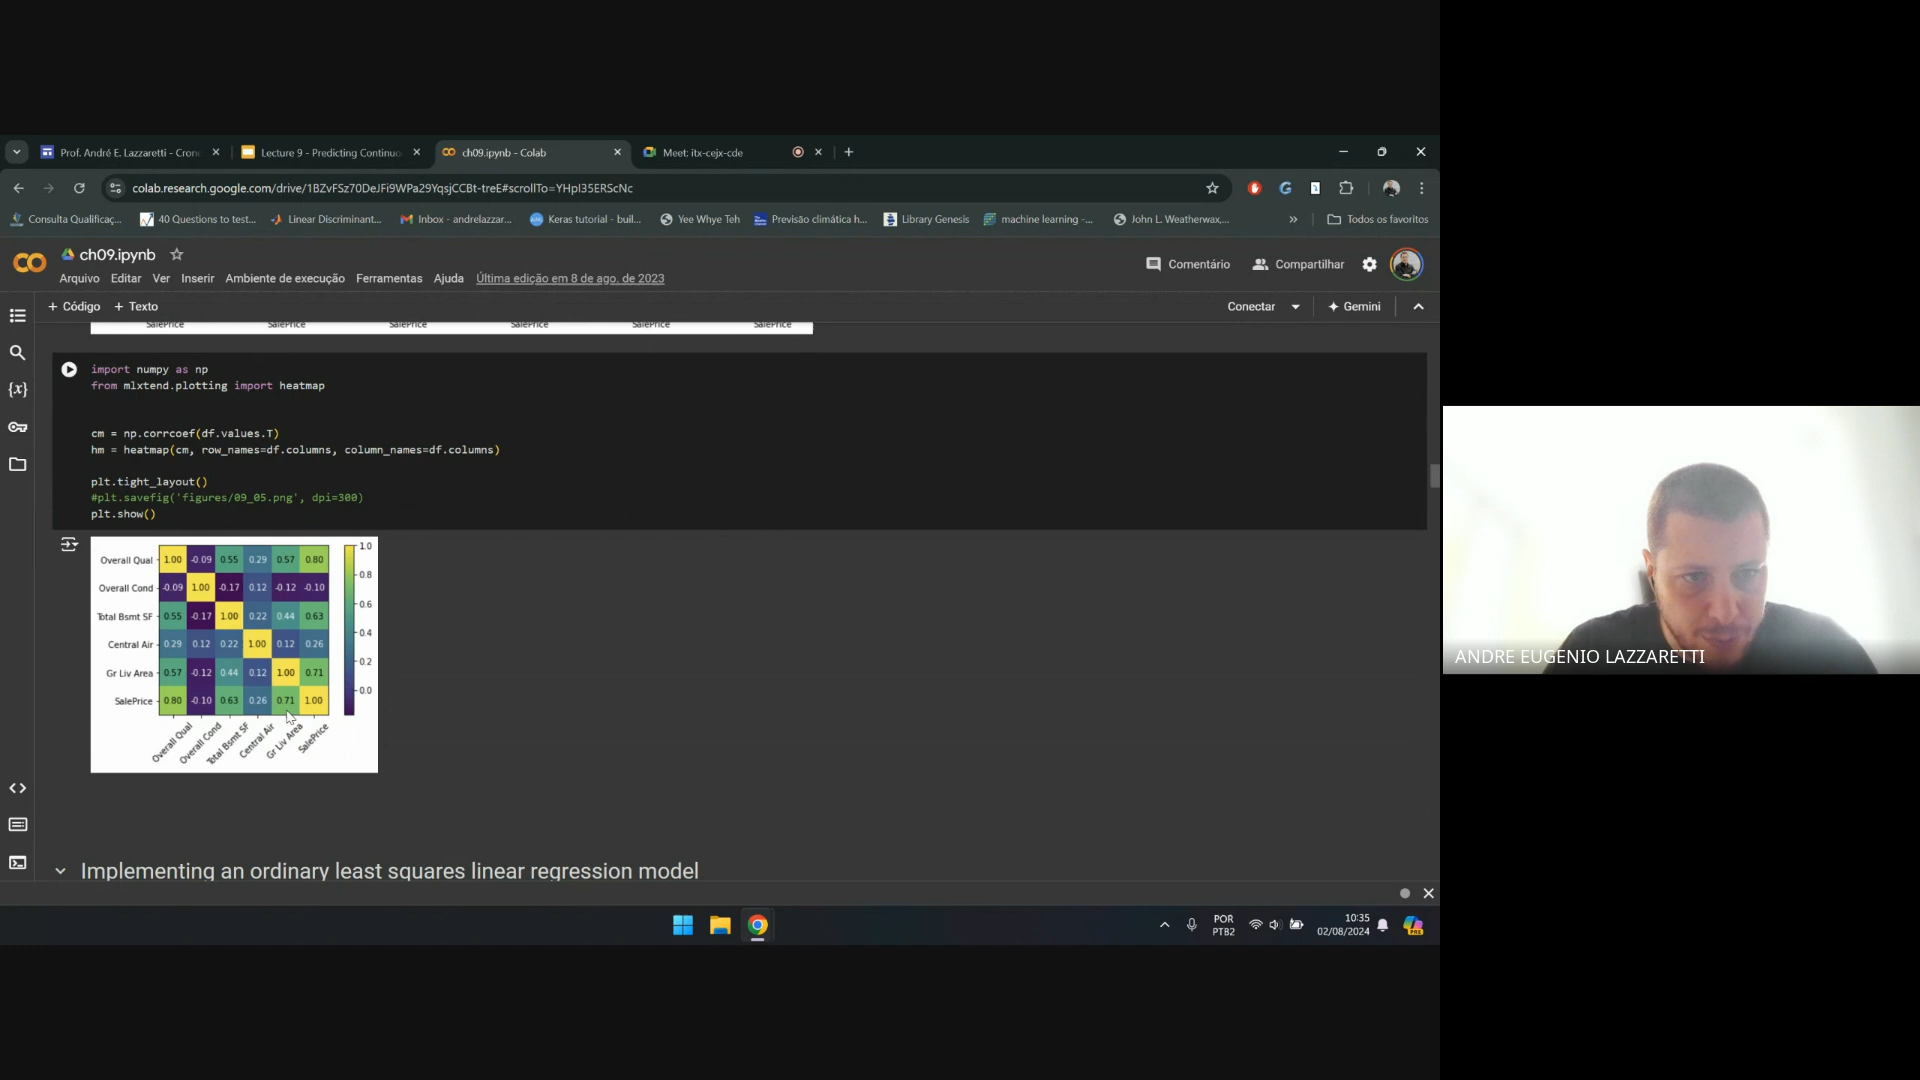 Prof. André E. Lazzaretti - Cron
Lecture 9 - Predicting Continuo
ch09.ipynb - Colab
Meet: itx-cejx-cde
colab.research.google.com/drive/1BZvFSz70DeJFi9WPa29YqsjCCBt-treE#scrollTo=YHpI35ERScNc
Consulta Qualificaç...
40 Questions to test...
Linear Discriminant...
Inbox - andrelazzar...
Keras tutorial - buil...
Yee Whye Teh
Previsão climática h...
Library Genesis
machine learning -...
John L. Weatherwax,...
Todos os favoritos
ch09.ipynb
Comentário
Compartilhar
Arquivo Editar Ver Inserir Ambiente de execução Ferramentas Ajuda Última edição em 8 de ago. de 2023
+ Código + Texto
Conectar
Gemini
SalePrice SalePrice SalePrice SalePrice SalePrice SalePrice
import numpy as np
from mlxtend.plotting import heatmap
cm = np.corrcoef(df.values.T)
hm = heatmap(cm, row_names=df.columns, column_names=df.columns)
plt.tight_layout()
#plt.savefig('figures/09_05.png', dpi=300)
plt.show()
Overall Qual 1.00 -0.09 0.55 0.29 0.57 0.80
Overall Cond -0.09 1.00 -0.17 0.12 -0.12 -0.10
Total Bsmt SF 0.55 -0.17 1.00 0.22 0.44 0.63
Central Air 0.29 0.12 0.22 1.00 0.12 0.26
Gr Liv Area 0.57 -0.12 0.44 0.12 1.00 0.71
SalePrice 0.80 -0.10 0.63 0.26 0.71 1.00
1.0
0.8
0.6
0.4
0.2
0.0
Overall Qual
Overall Cond
Total Bsmt SF
Central Air
Gr Liv Area
SalePrice
Implementing an ordinary least squares linear regression model
POR
PTB2
10:35
02/08/2024
ANDRE EUGENIO LAZZARETTI